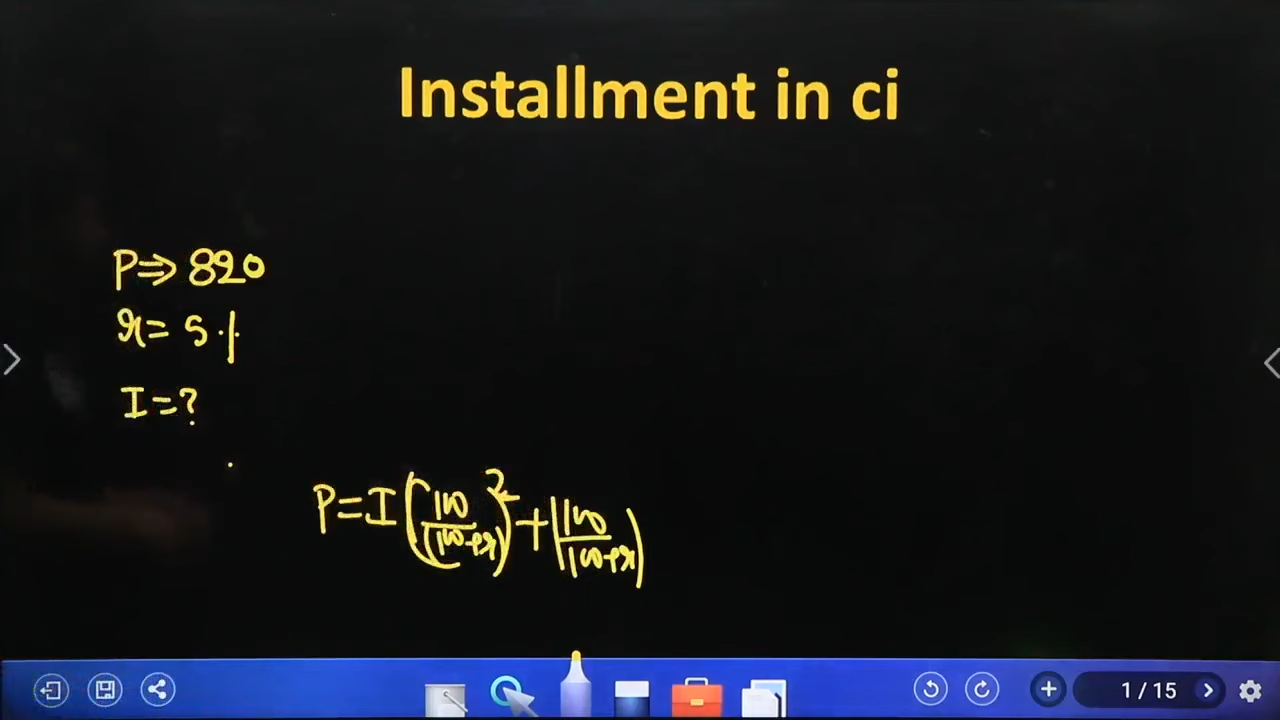 Installment in ci
P⇒ 820
r = 5 %
I = ?
P = I (100/(100+r))² + (100/100+r)
1 / 15